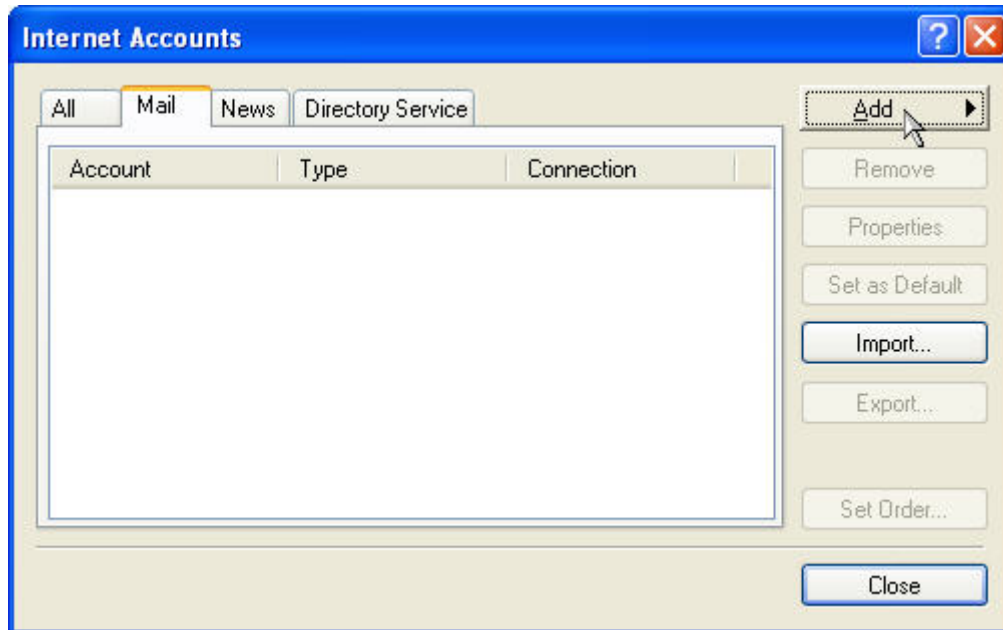 Internet Accounts
All Mail News Directory Service
Add
Account Type Connection
Remove
Properties
Set as Default
Import...
Export...
Set Order...
Close